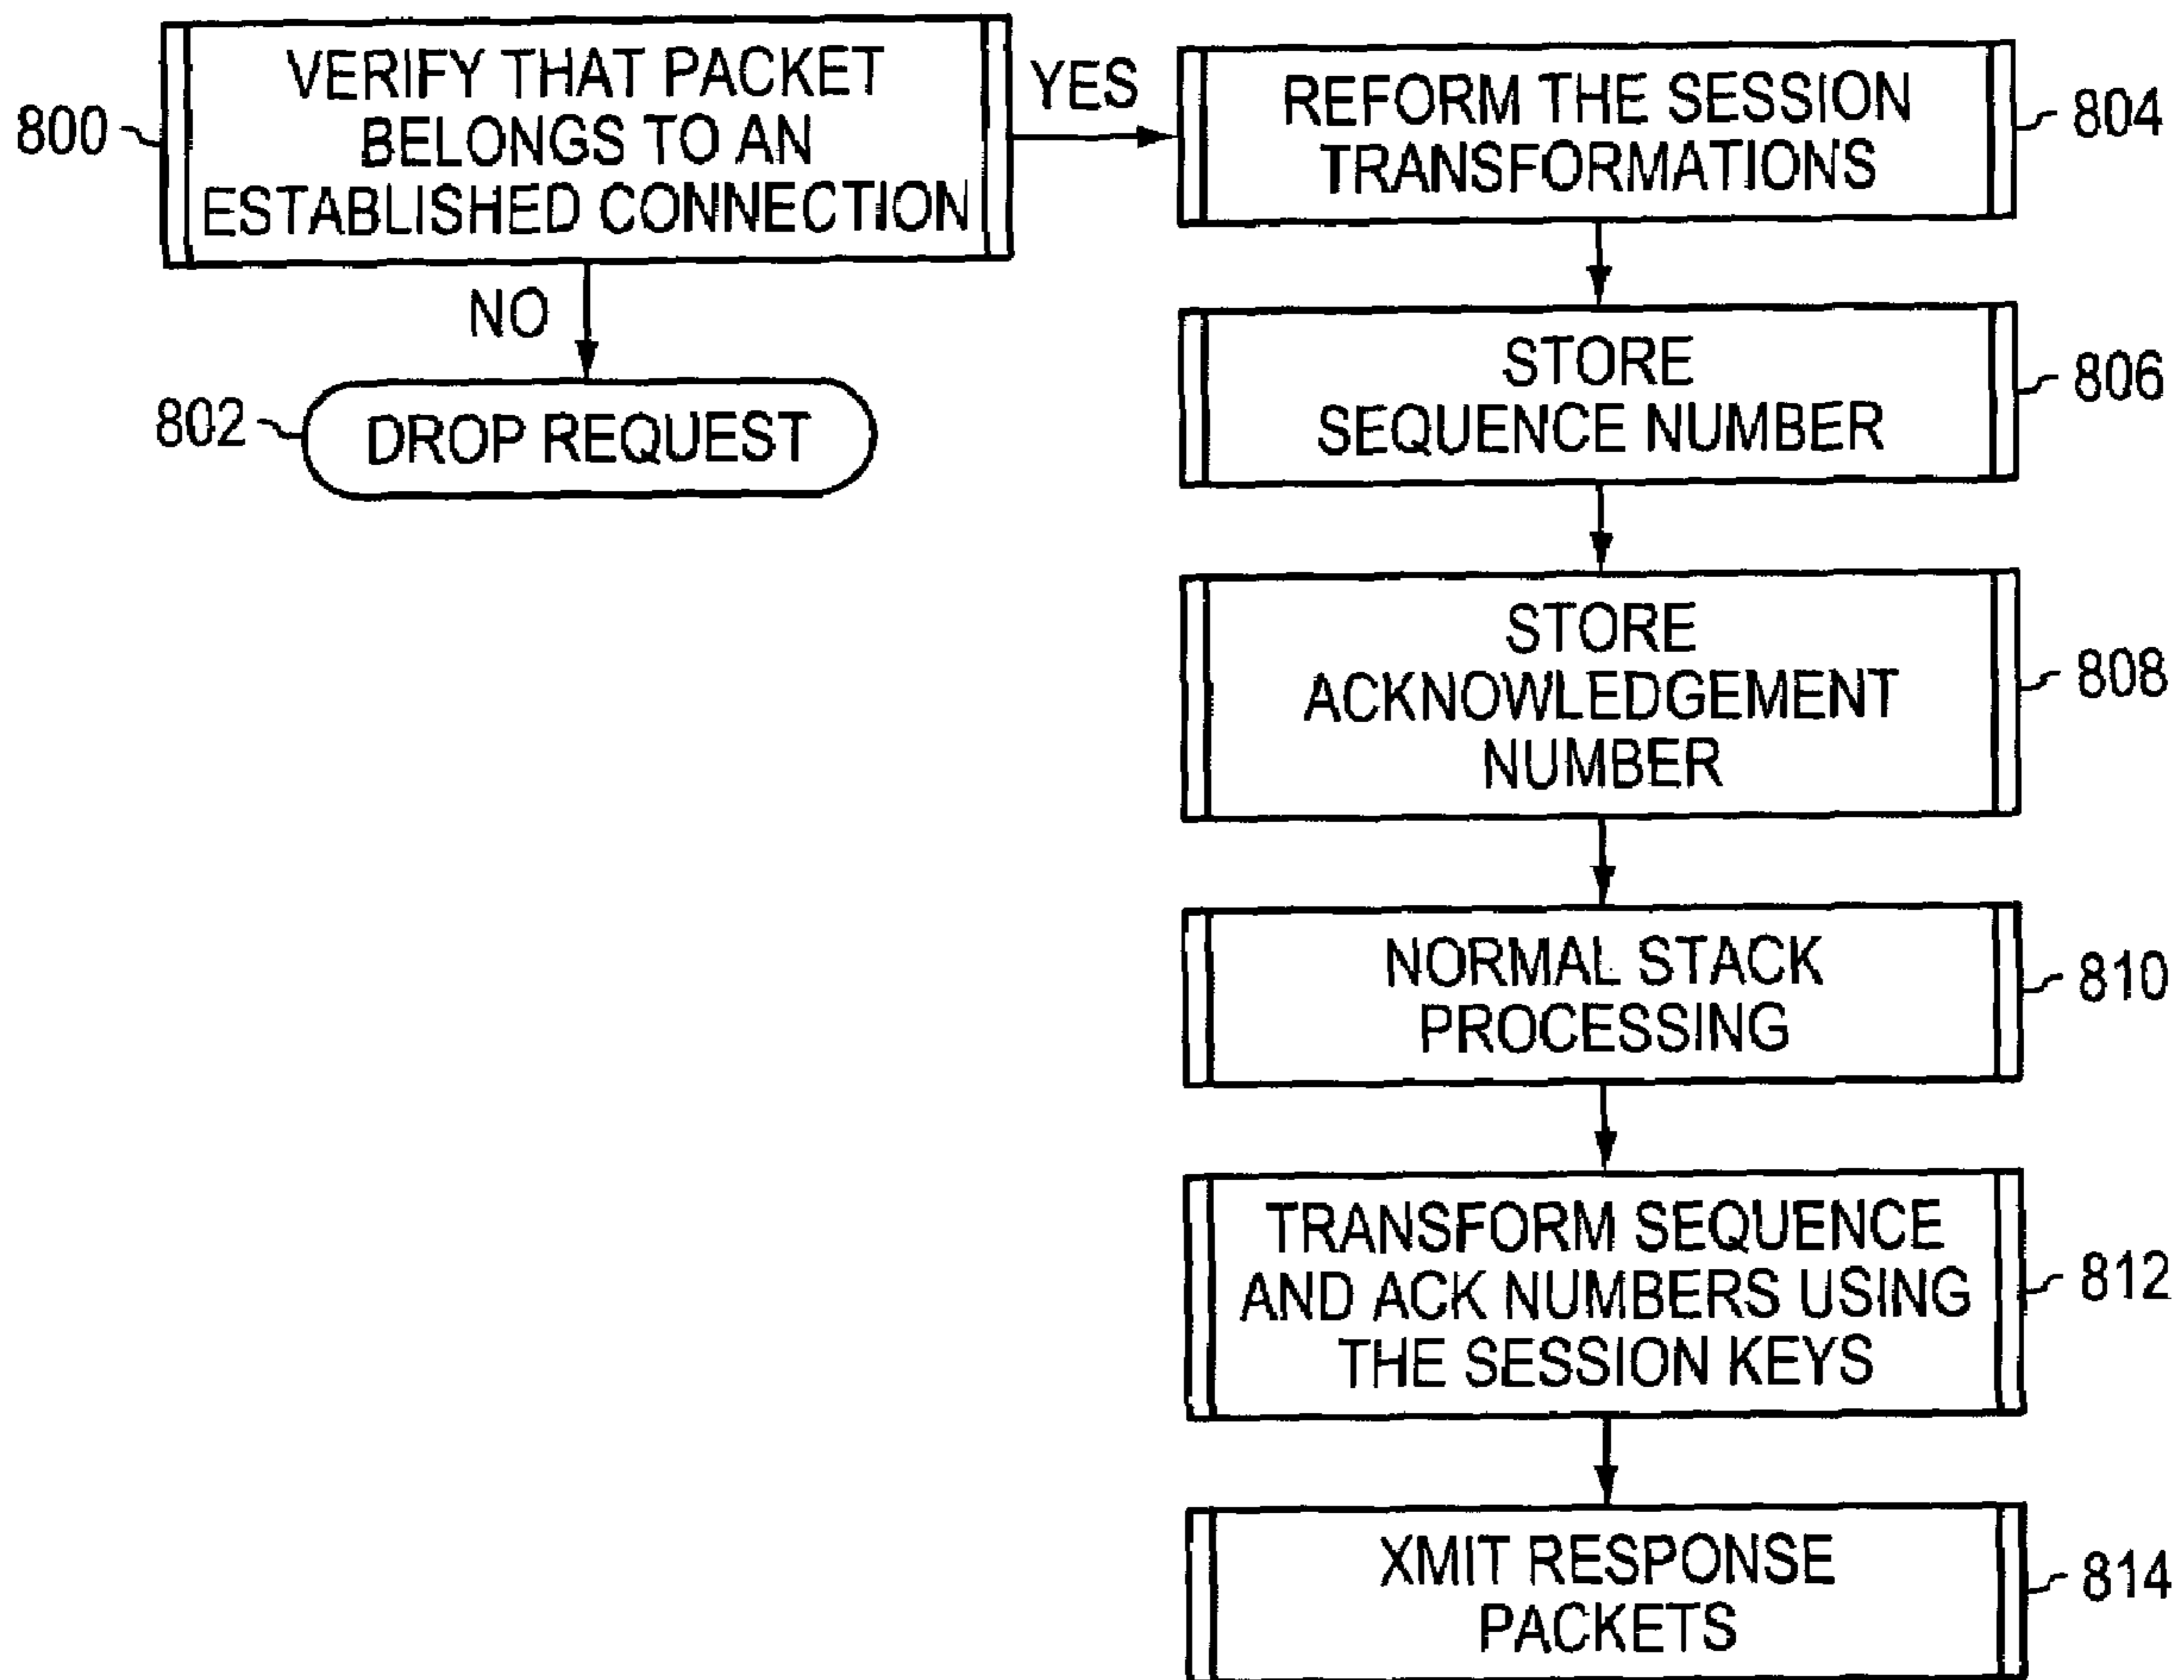 800
VERIFY THAT PACKET
BELONGS TO AN
ESTABLISHED CONNECTION
YES
NO
802
DROP REQUEST
REFORM THE SESSION
TRANSFORMATIONS
804
STORE
SEQUENCE NUMBER
806
STORE
ACKNOWLEDGEMENT
NUMBER
808
NORMAL STACK
PROCESSING
810
TRANSFORM SEQUENCE
AND ACK NUMBERS USING
THE SESSION KEYS
812
XMIT RESPONSE
PACKETS
814